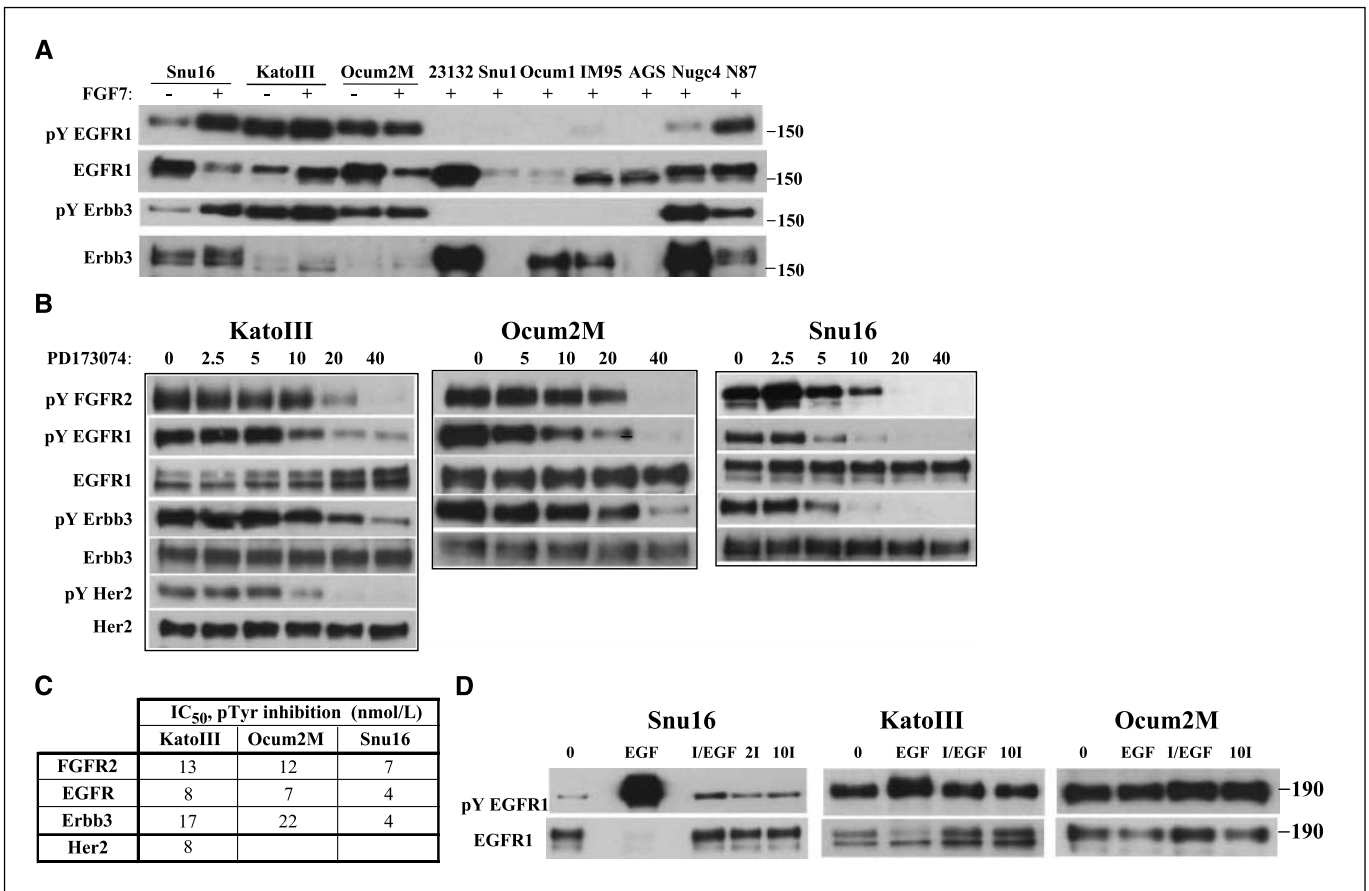 A
Snu16 KatoIII Ocum2M 23132 Snu1 Ocum1 IM95 AGS Nugc4 N87
FGF7: - + - + - + + + + + + + +
pY EGFR1 –150
EGFR1 –150
pY Erbb3 –150
Erbb3 –150
B
KatoIII Ocum2M Snu16
PD173074: 0 2.5 5 10 20 40 0 5 10 20 40 0 2.5 5 10 20 40
pY FGFR2
pY EGFR1
EGFR1
pY Erbb3
Erbb3
pY Her2
Her2
C
IC50, pTyr inhibition (nmol/L)
KatoIII Ocum2M Snu16
FGFR2 13 12 7
EGFR 8 7 4
Erbb3 17 22 4
Her2 8
D
Snu16 KatoIII Ocum2M
0 EGF I/EGF 2I 10I 0 EGF I/EGF 10I 0 EGF I/EGF 10I
pY EGFR1 –190
EGFR1 –190